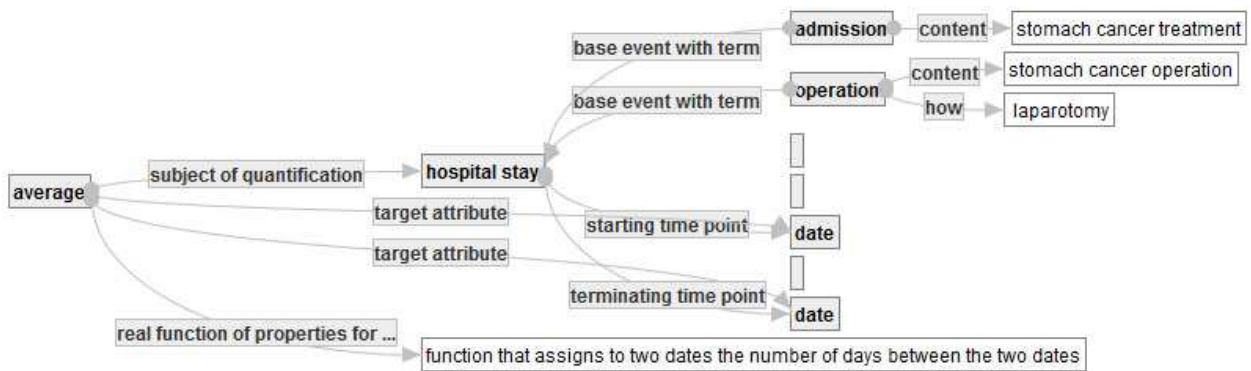 admission
content
stomach cancer treatment
base event with term
operation
content
stomach cancer operation
base event with term
how
laparotomy
average
subject of quantification
hospital stay
target attribute
starting time point
date
target attribute
terminating time point
date
real function of properties for ...
function that assigns to two dates the number of days between the two dates